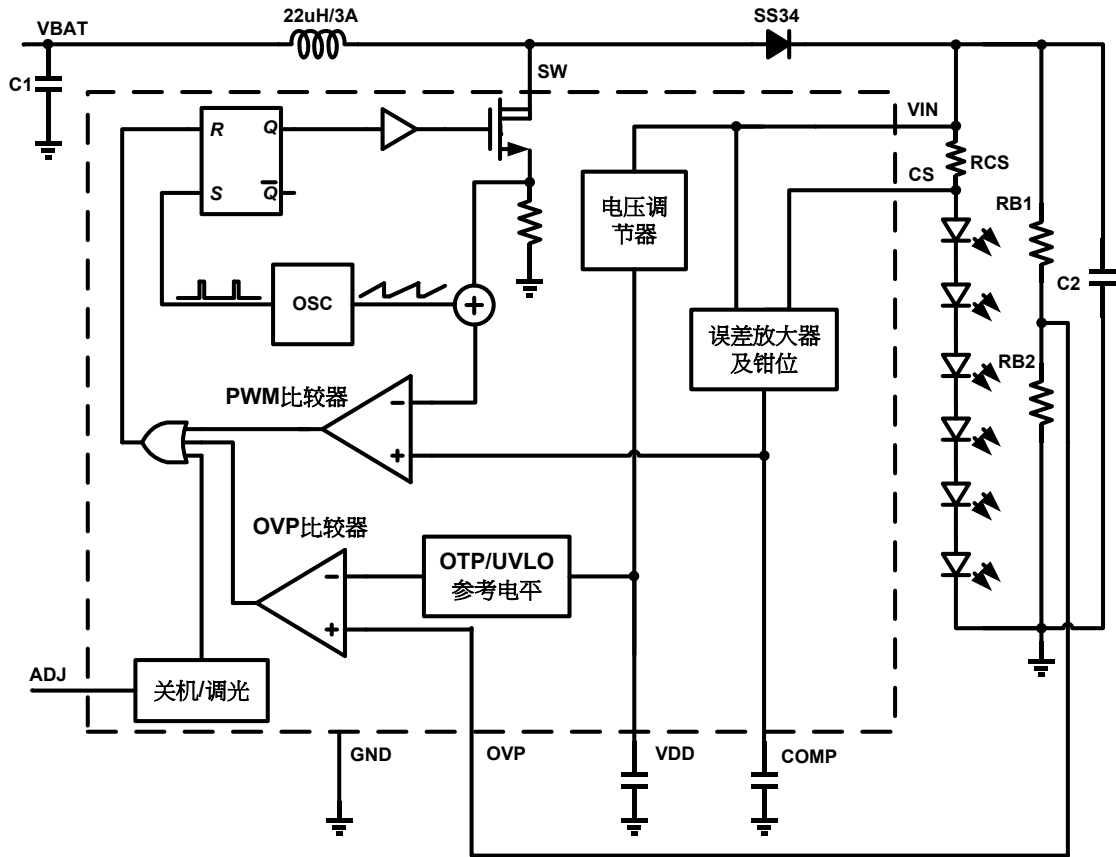 22uH/3A
SS34
VBAT
C1
SW
VIN
R
Q
S
Q
RCS
CS
电压调
节器
RB1
C2
OSC
误差放大器
及钳位
RB2
PWM比较器
OVP比较器
OTP/UVLO
参考电平
ADJ
关机/调光
GND
OVP
VDD
COMP